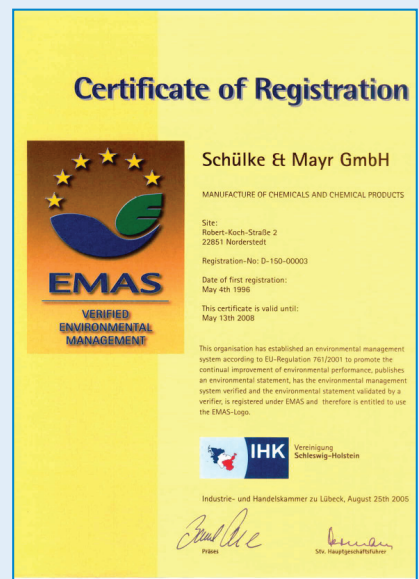 Certificate of Registration
EMAS
VERIFIED
ENVIRONMENTAL
MANAGEMENT
Schülke & Mayr GmbH
MANUFACTURE OF CHEMICALS AND CHEMICAL PRODUCTS
Site:
Robert-Koch-Straße 2
22851 Norderstedt
Registration-No: D-150-00003
Date of first registration:
May 4th 1996
This certificate is valid until:
May 13th 2008
This organisation has established an environmental management
system according to EU-Regulation 761/2001 to promote the
continual improvement of environmental performance, publishes
an environmental statement, has the environmental management
system verified and the environmental statement validated by a
verifier, is registered under EMAS and therefore is entitled to use
the EMAS-Logo.
IHK
Vereinigung
Schleswig-Holstein
Industrie- und Handelskammer zu Lübeck, August 25th 2005
Präses
Stv. Hauptgeschäftsführer